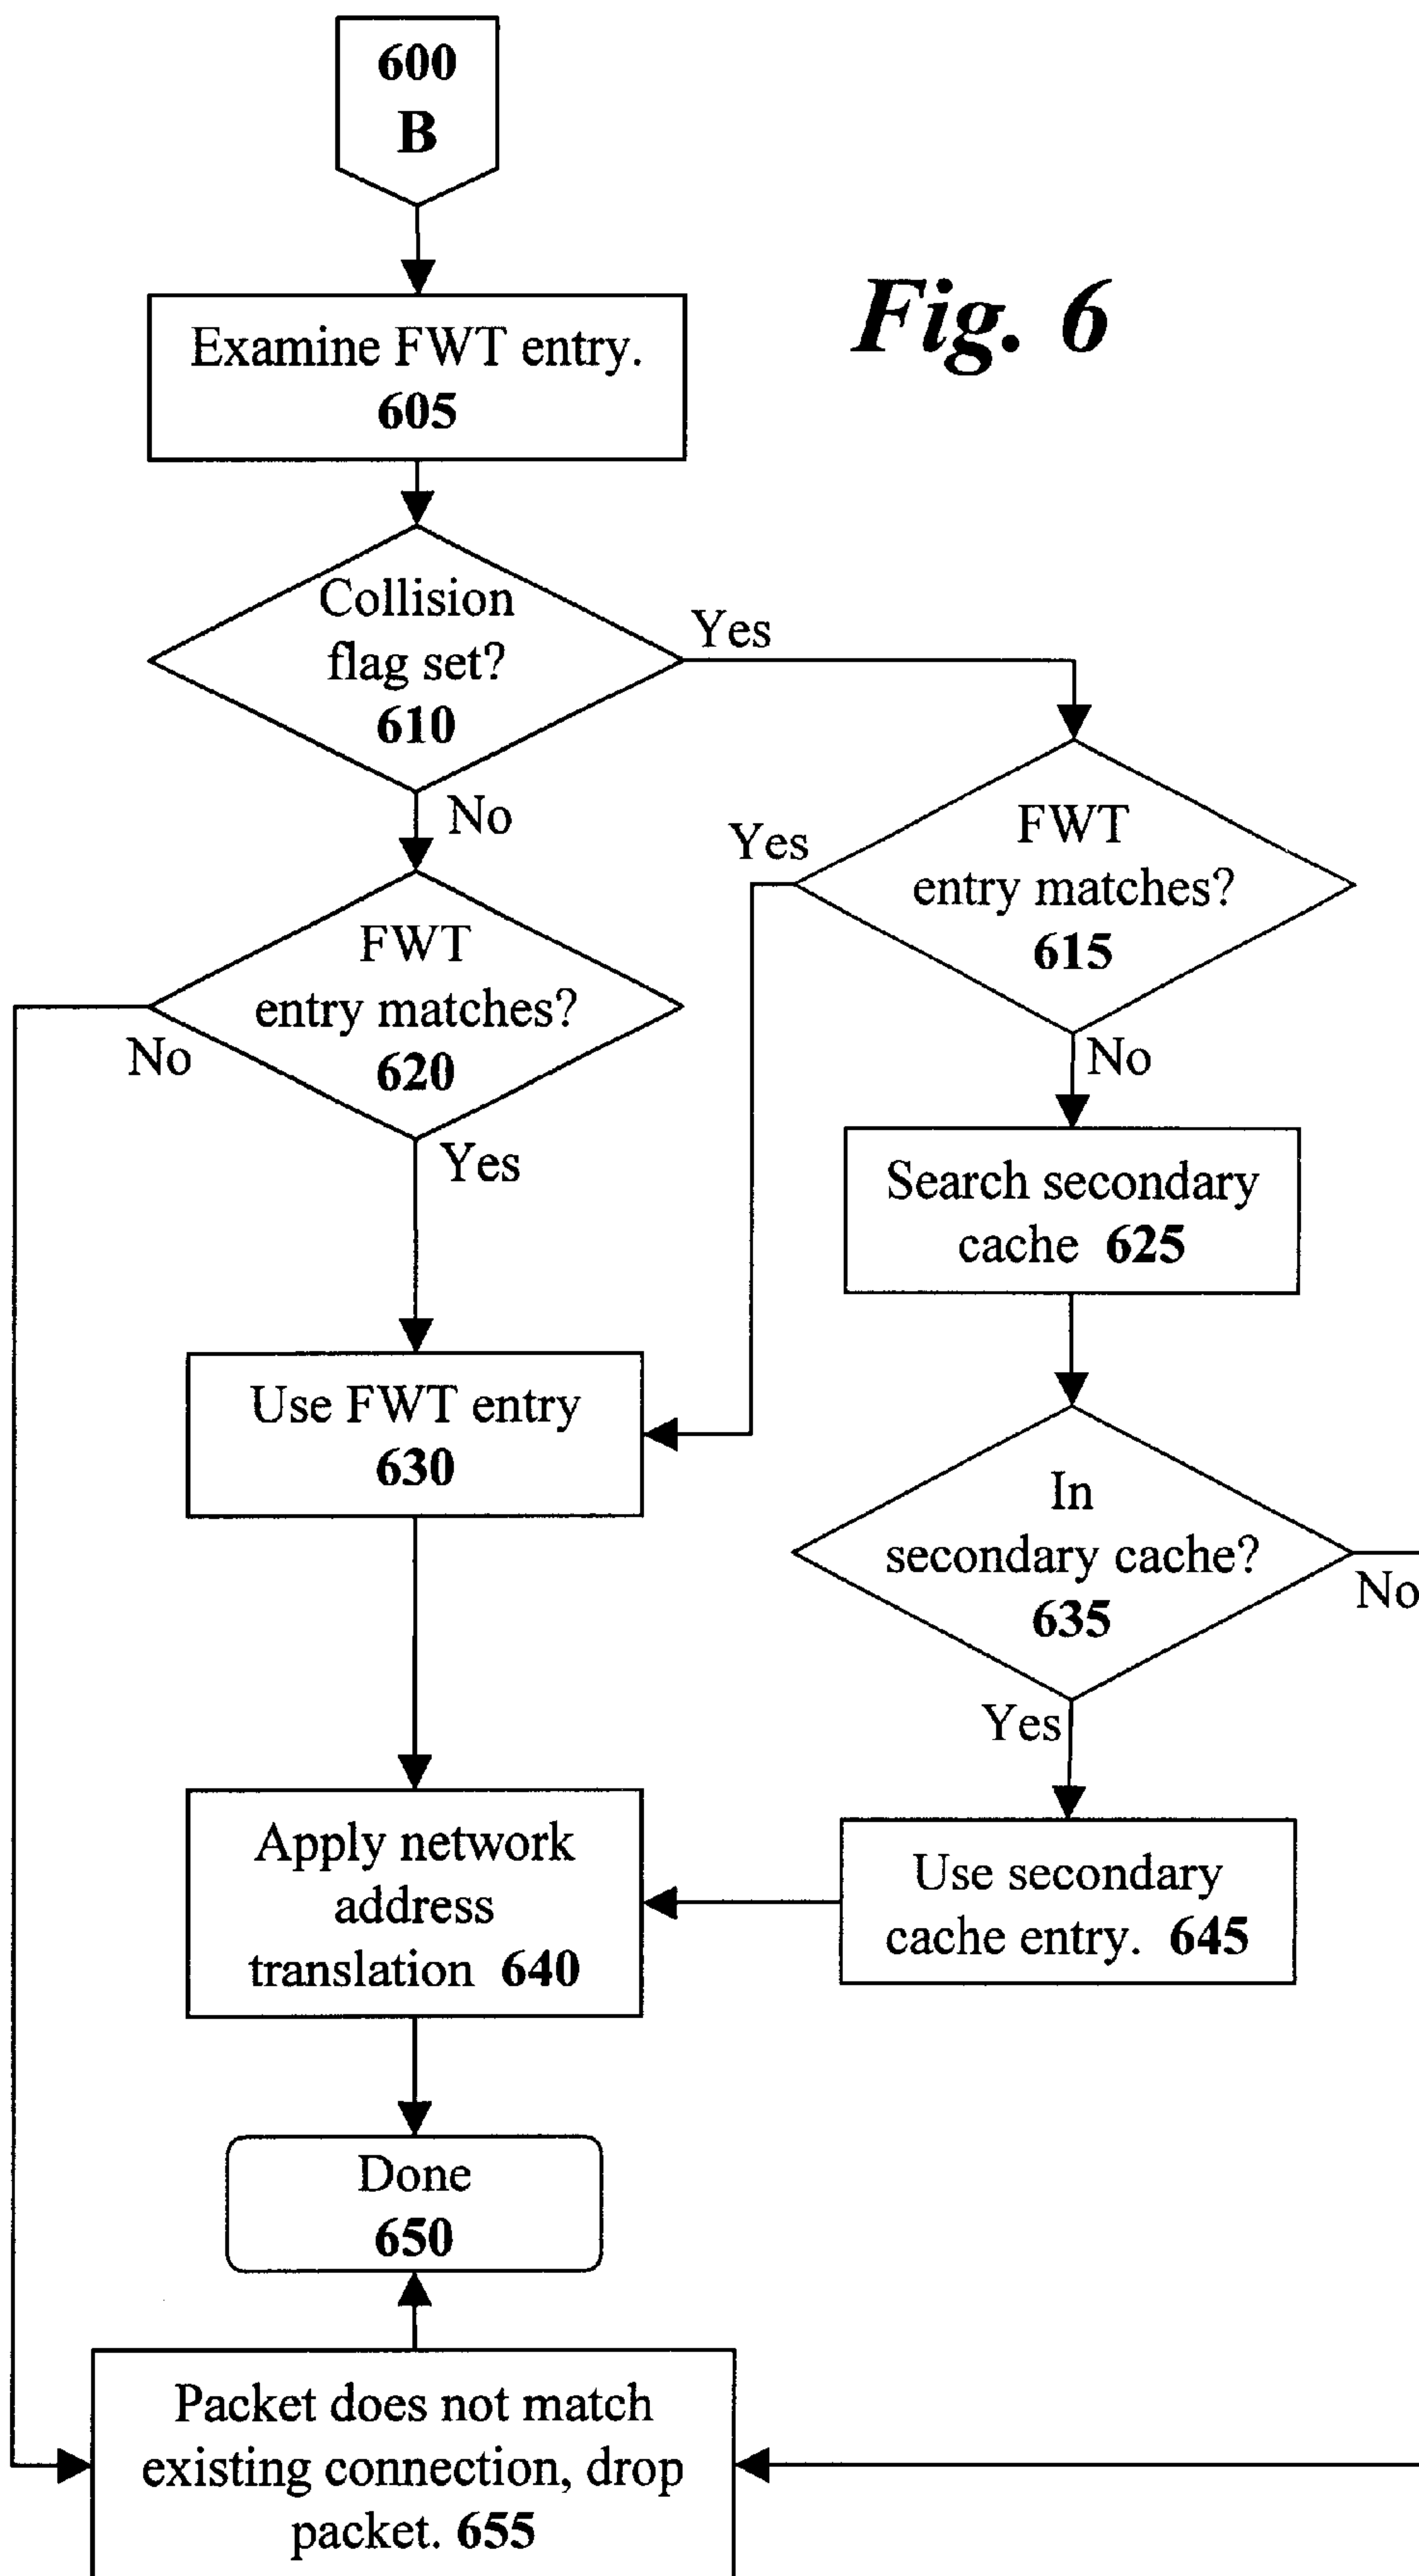 600
B
Fig. 6
Examine FWT entry.
605
Collision
flag set?
610
Yes
No
FWT
entry matches?
615
Yes
No
FWT
entry matches?
620
No
Yes
Search secondary
cache 625
Use FWT entry
630
In
secondary cache?
635
No
Yes
Apply network
address
translation 640
Use secondary
cache entry. 645
Done
650
Packet does not match
existing connection, drop
packet. 655